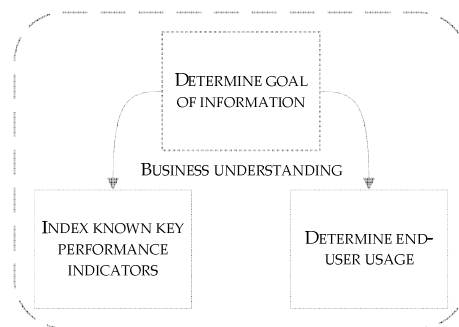 DETERMINE GOAL
OF INFORMATION
BUSINESS UNDERSTANDING
INDEX KNOWN KEY
PERFORMANCE
INDICATORS
DETERMINE END-
USER USAGE